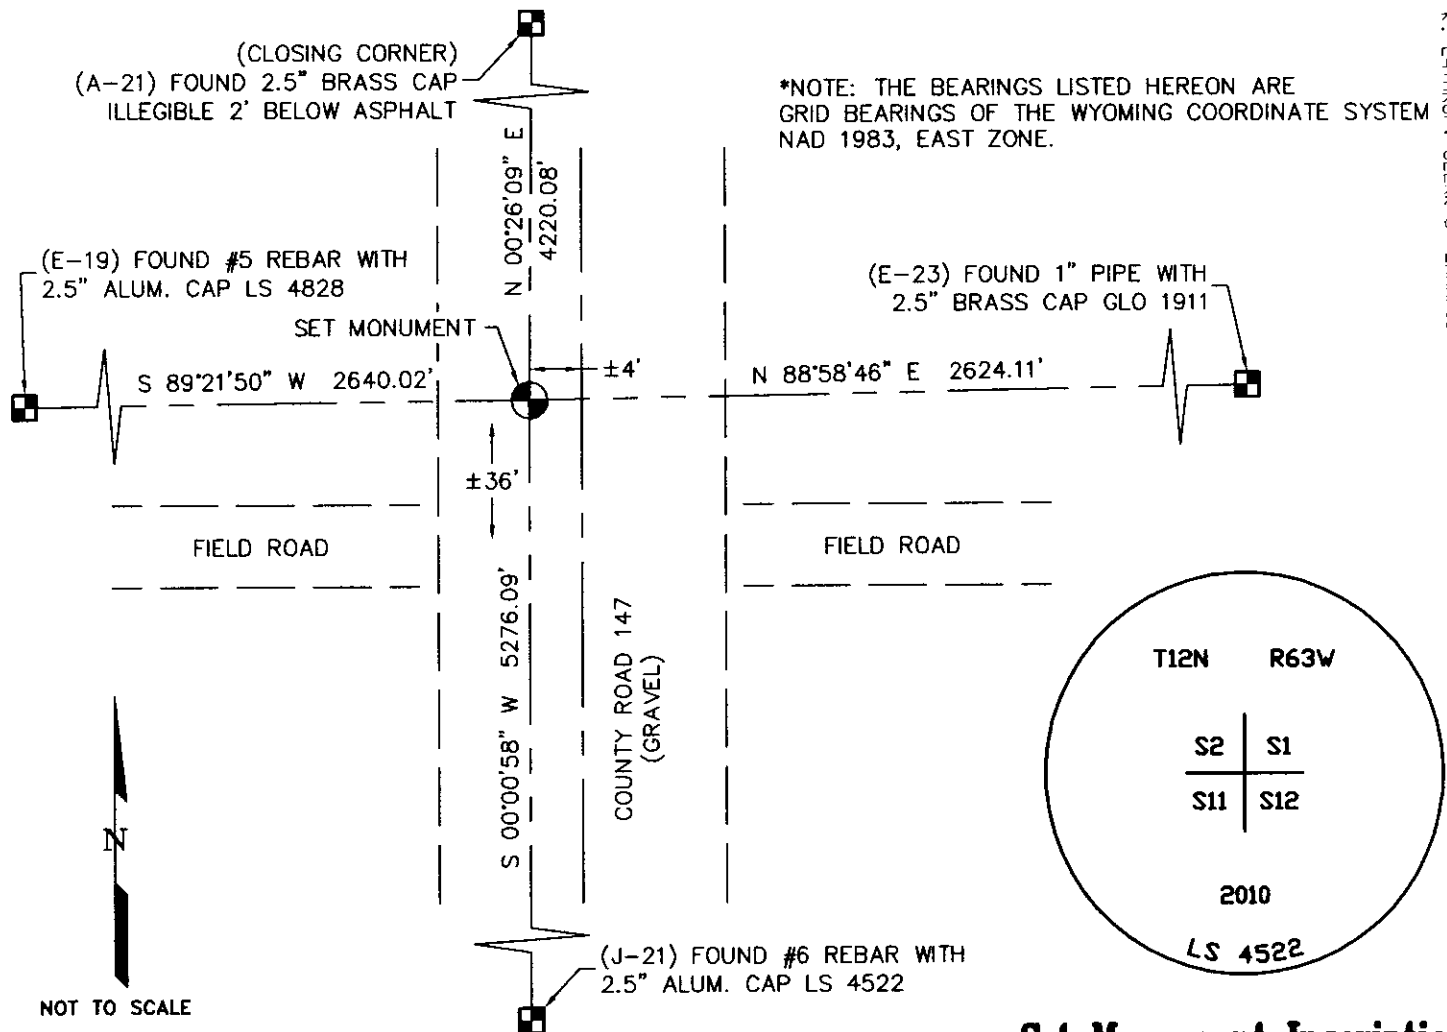 (CLOSING CORNER)
(A-21) FOUND 2.5" BRASS CAP
ILLEGIBLE 2' BELOW ASPHALT
*NOTE: THE BEARINGS LISTED HEREON ARE
GRID BEARINGS OF THE WYOMING COORDINATE SYSTEM
NAD 1983, EAST ZONE.
N 00°26'09" E
4220.08'
(E-19) FOUND #5 REBAR WITH
2.5" ALUM. CAP LS 4828
(E-23) FOUND 1" PIPE WITH
2.5" BRASS CAP GLO 1911
SET MONUMENT
±4'
S 89°21'50" W 2640.02'
N 88°58'46" E 2624.11'
±36'
FIELD ROAD
FIELD ROAD
S 00°00'58" W 5276.09'
COUNTY ROAD 147
(GRAVEL)
T12N R63W
S2 S1
S11 S12
2010
LS 4522
N
(J-21) FOUND #6 REBAR WITH
2.5" ALUM. CAP LS 4522
NOT TO SCALE